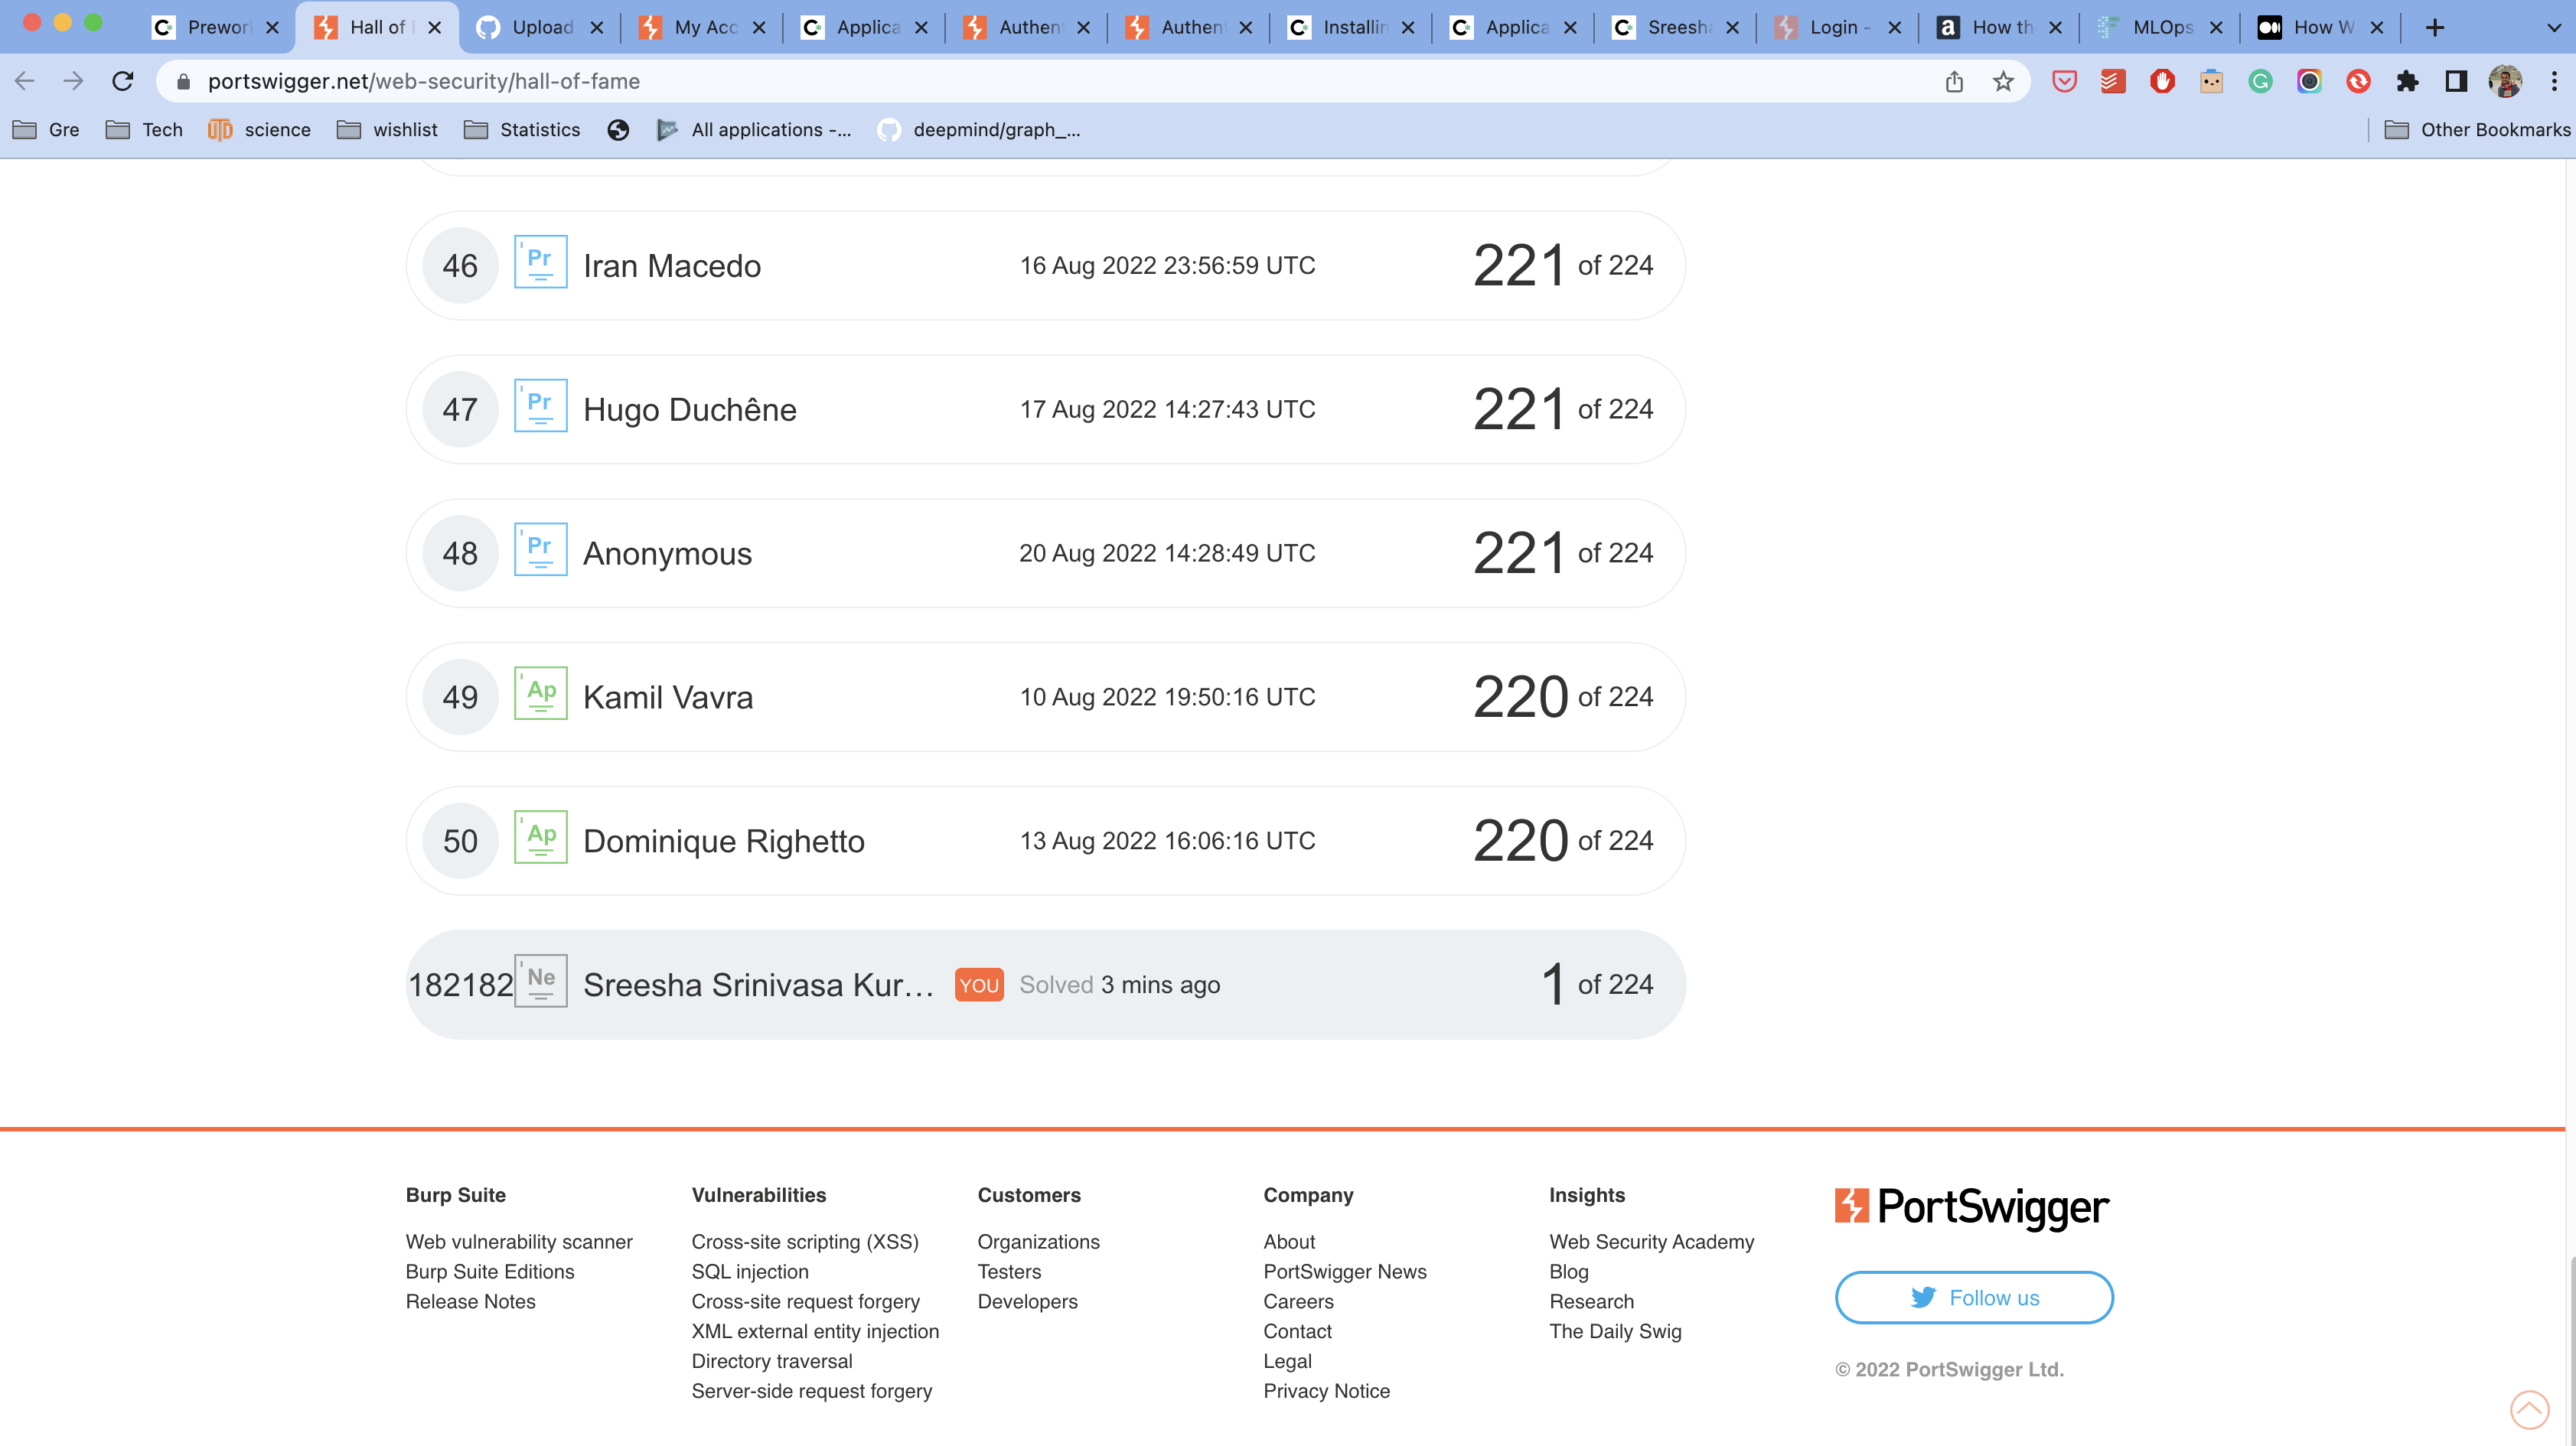 Prewor
Hall of
Upload
My Acc
Applica
Authen
Authen
Installin
Applica
Sreesha
Login -
How th
MLOps
How W
portswigger.net/web-security/hall-of-fame
Gre
Tech
science
wishlist
Statistics
All applications -...
deepmind/graph_...
Other Bookmarks
46 Pr Iran Macedo 16 Aug 2022 23:56:59 UTC 221 of 224
47 Pr Hugo Duchêne 17 Aug 2022 14:27:43 UTC 221 of 224
48 Pr Anonymous 20 Aug 2022 14:28:49 UTC 221 of 224
49 Ap Kamil Vavra 10 Aug 2022 19:50:16 UTC 220 of 224
50 Ap Dominique Righetto 13 Aug 2022 16:06:16 UTC 220 of 224
182182 Ne Sreesha Srinivasa Kur... YOU Solved 3 mins ago 1 of 224
Burp Suite
Web vulnerability scanner
Burp Suite Editions
Release Notes
Vulnerabilities
Cross-site scripting (XSS)
SQL injection
Cross-site request forgery
XML external entity injection
Directory traversal
Server-side request forgery
Customers
Organizations
Testers
Developers
Company
About
PortSwigger News
Careers
Contact
Legal
Privacy Notice
Insights
Web Security Academy
Blog
Research
The Daily Swig
PortSwigger
Follow us
© 2022 PortSwigger Ltd.